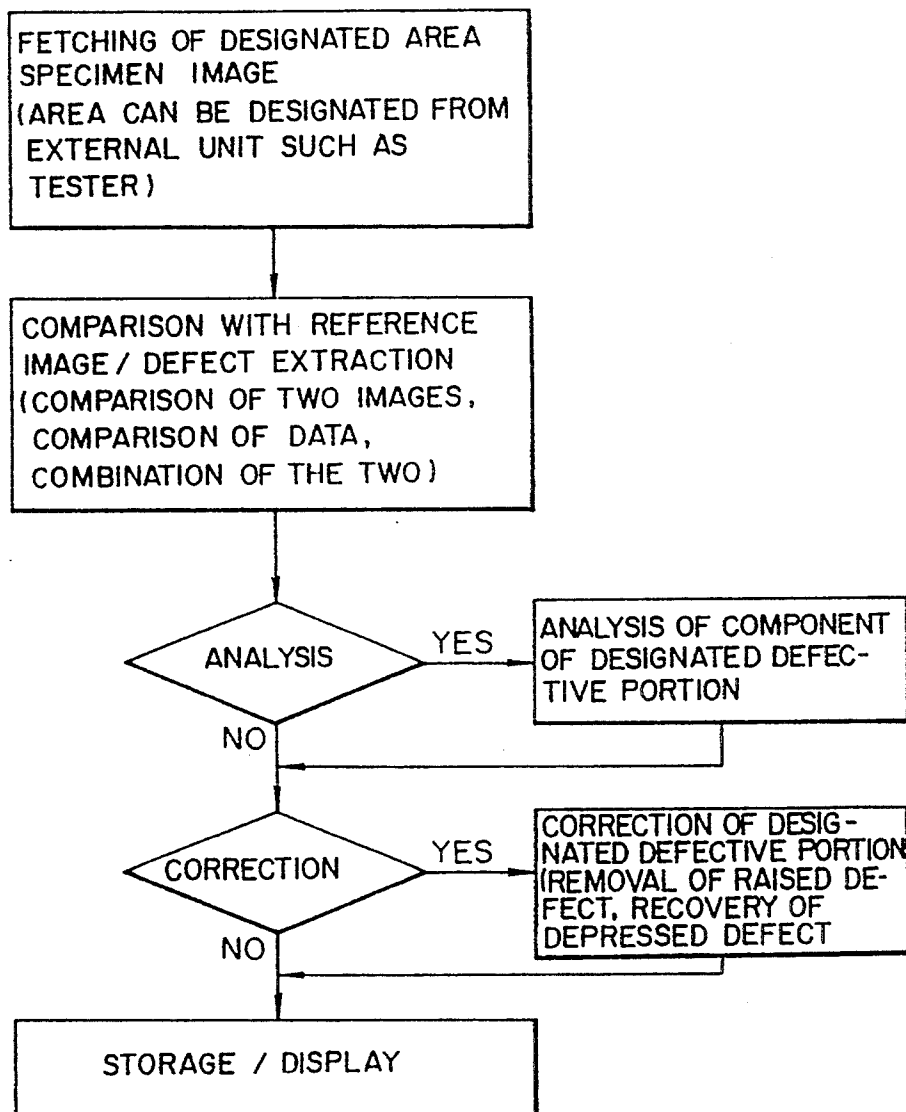 FETCHING OF DESIGNATED AREA
SPECIMEN IMAGE
(AREA CAN BE DESIGNATED FROM
EXTERNAL UNIT SUCH AS
TESTER)
COMPARISON WITH REFERENCE
IMAGE / DEFECT EXTRACTION
(COMPARISON OF TWO IMAGES,
COMPARISON OF DATA,
COMBINATION OF THE TWO)
ANALYSIS
YES
ANALYSIS OF COMPONENT
OF DESIGNATED DEFEC-
TIVE PORTION
NO
CORRECTION
YES
CORRECTION OF DESIG-
NATED DEFECTIVE PORTION
(REMOVAL OF RAISED DE-
FECT, RECOVERY OF
DEPRESSED DEFECT
NO
STORAGE / DISPLAY